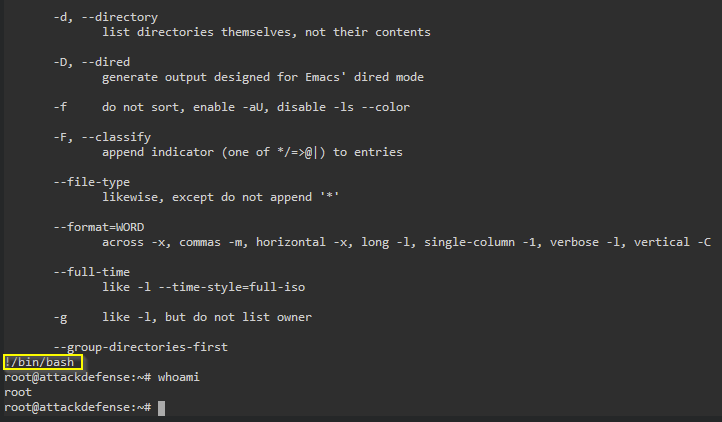 -d, --directory
list directories themselves, not their contents
-D, --dired
generate output designed for Emacs' dired mode
-f     do not sort, enable -aU, disable -ls --color
-F, --classify
append indicator (one of */=>@|) to entries
--file-type
likewise, except do not append '*'
--format=WORD
across -x, commas -m, horizontal -x, long -l, single-column -1, verbose -l, vertical -C
--full-time
like -l --time-style=full-iso
-g     like -l, but do not list owner
--group-directories-first
!/bin/bash
root@attackdefense:~# whoami
root
root@attackdefense:~#